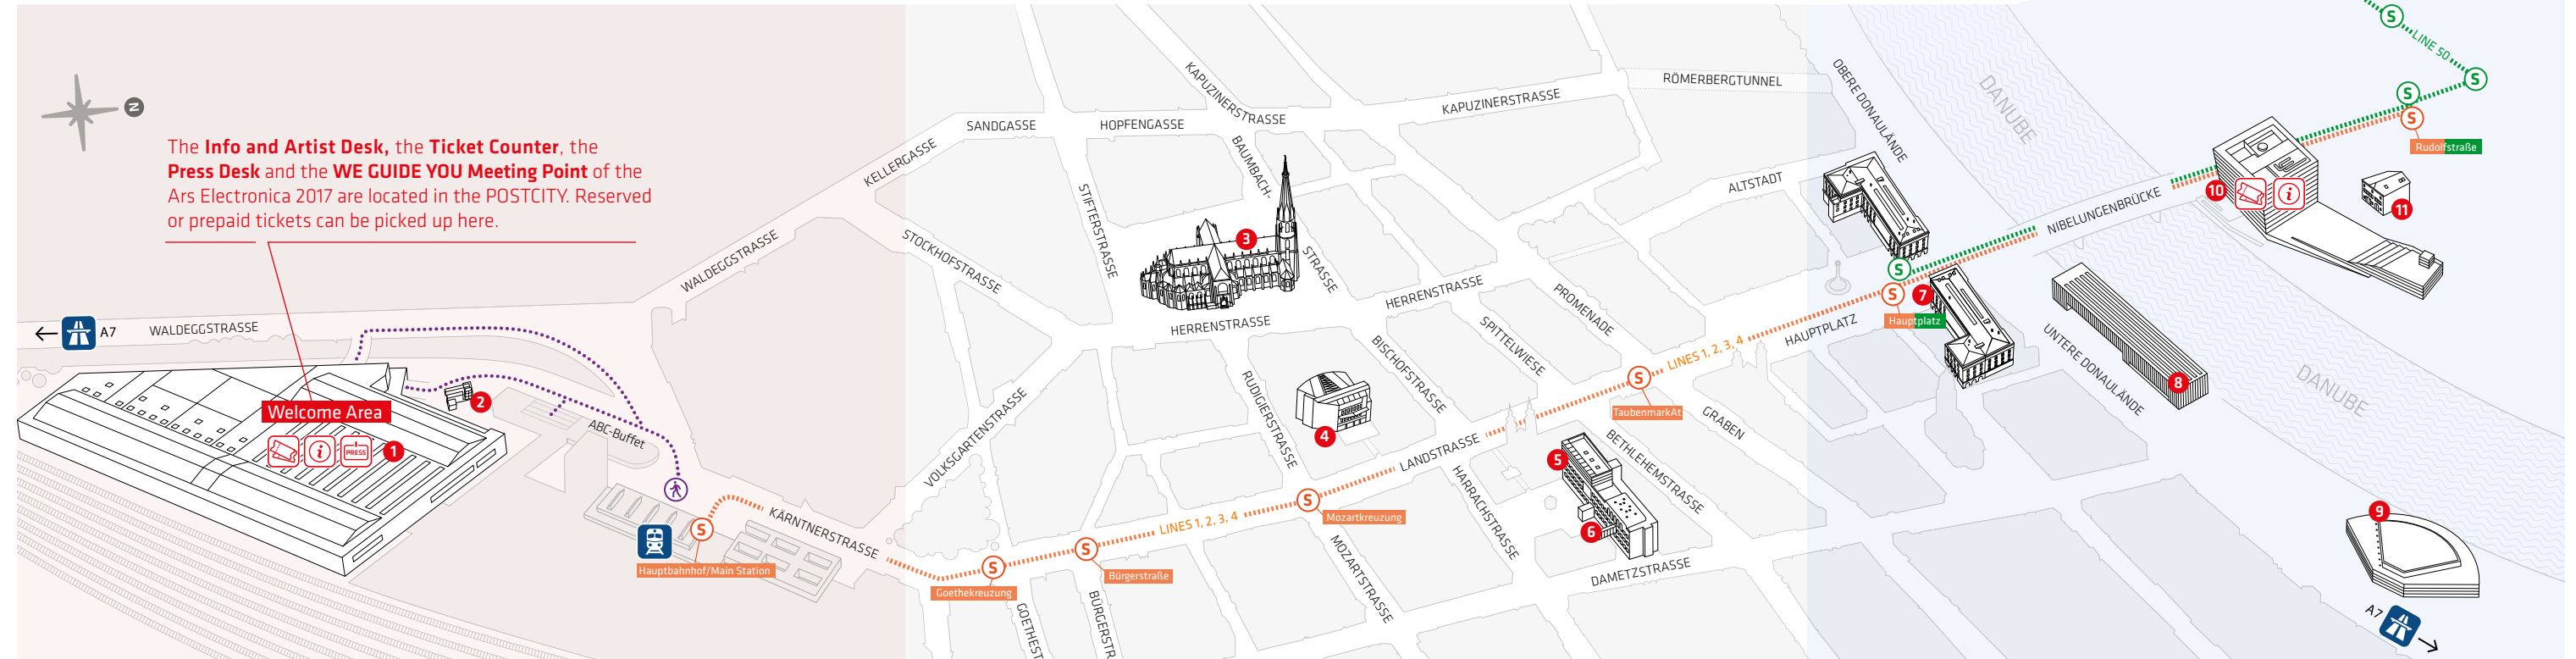 N
The Info and Artist Desk, the Ticket Counter, the
Press Desk and the WE GUIDE YOU Meeting Point of the
Ars Electronica 2017 are located in the POSTCITY. Reserved
or prepaid tickets can be picked up here.
A7
WALDEGGSTRASSE
WALDEGGSTRASSE
KELLERGASSE
Welcome Area
PRESS
1
2
ABC-Buffet
S
Hauptbahnhof/Main Station
KÄRNTNERSTRASSE
SANDGASSE
HOPFENGASSE
KAPUZINERSTRASSE
KAPUZINERSTRASSE
RÖMERBERGTUNNEL
STOCKHOFSTRASSE
STIFTERSTRASSE
BAUMBACH-
STRASSE
3
HERRENSTRASSE
HERRENSTRASSE
VOLKSGARTENSTRASSE
RUDIGIERSTRASSE
4
BISCHOFSTRASSE
SPITTELWIESE
PROMENADE
ALTSTADT
S
Goethekreuzung
GOETHEST
S
Bürgerstraße
BÜRGERSTR
LINES 1, 2, 3, 4
S
Mozartkreuzung
MOZARTSTRASSE
LANDSTRASSE
HARRACHSTRASSE
5
6
BETHLEHEMSTRASSE
DAMETZSTRASSE
S
TaubenmarkAt
GRABEN
LINES 1, 2, 3, 4
HAUPTPLATZ
OBERE DONAULÄNDE
S
S
Hauptplatz
7
NIBELUNGENBRÜCKE
DANUBE
UNTERE DONAULÄNDE
8
DANUBE
9
A7
10
11
S
S
Rudolfstraße
S
LINE 50
S